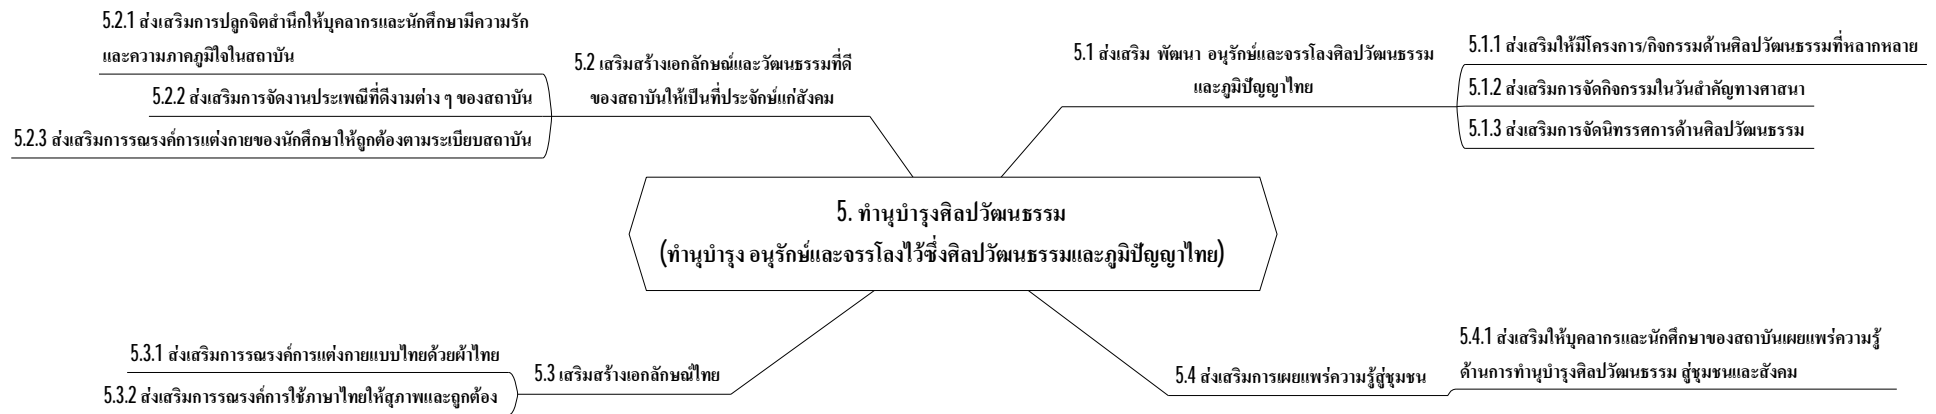 5. ทำนุบำรุงศิลปวัฒนธรรม
(ทำนุบำรุง อนุรักษ์และจรรโลงไว้ซึ่งศิลปวัฒนธรรมและภูมิปัญญาไทย)
5.1 ส่งเสริม พัฒนา อนุรักษ์และจรรโลงศิลปวัฒนธรรม
และภูมิปัญญาไทย
5.1.1 ส่งเสริมให้มีโครงการ/กิจกรรมด้านศิลปวัฒนธรรมที่หลากหลาย
5.1.2 ส่งเสริมการจัดกิจกรรมในวันสำคัญทางศาสนา
5.1.3 ส่งเสริมการจัดนิทรรศการด้านศิลปวัฒนธรรม
5.2 เสริมสร้างเอกลักษณ์และวัฒนธรรมที่ดี
ของสถาบันให้เป็นที่ประจักษ์แก่สังคม
5.2.1 ส่งเสริมการปลูกจิตสำนึกให้บุคลากรและนักศึกษามีความรัก
และความภาคภูมิใจในสถาบัน
5.2.2 ส่งเสริมการจัดงานประเพณีที่ดีงามต่าง ๆ ของสถาบัน
5.2.3 ส่งเสริมการรณรงค์การแต่งกายของนักศึกษาให้ถูกต้องตามระเบียบสถาบัน
5.3 เสริมสร้างเอกลักษณ์ไทย
5.3.1 ส่งเสริมการรณรงค์การแต่งกายแบบไทยด้วยผ้าไทย
5.3.2 ส่งเสริมการรณรงค์การใช้ภาษาไทยให้สุภาพและถูกต้อง
5.4 ส่งเสริมการเผยแพร่ความรู้สู่ชุมชน
5.4.1 ส่งเสริมให้บุคลากรและนักศึกษาของสถาบันเผยแพร่ความรู้
ด้านการทำนุบำรุงศิลปวัฒนธรรม สู่ชุมชนและสังคม